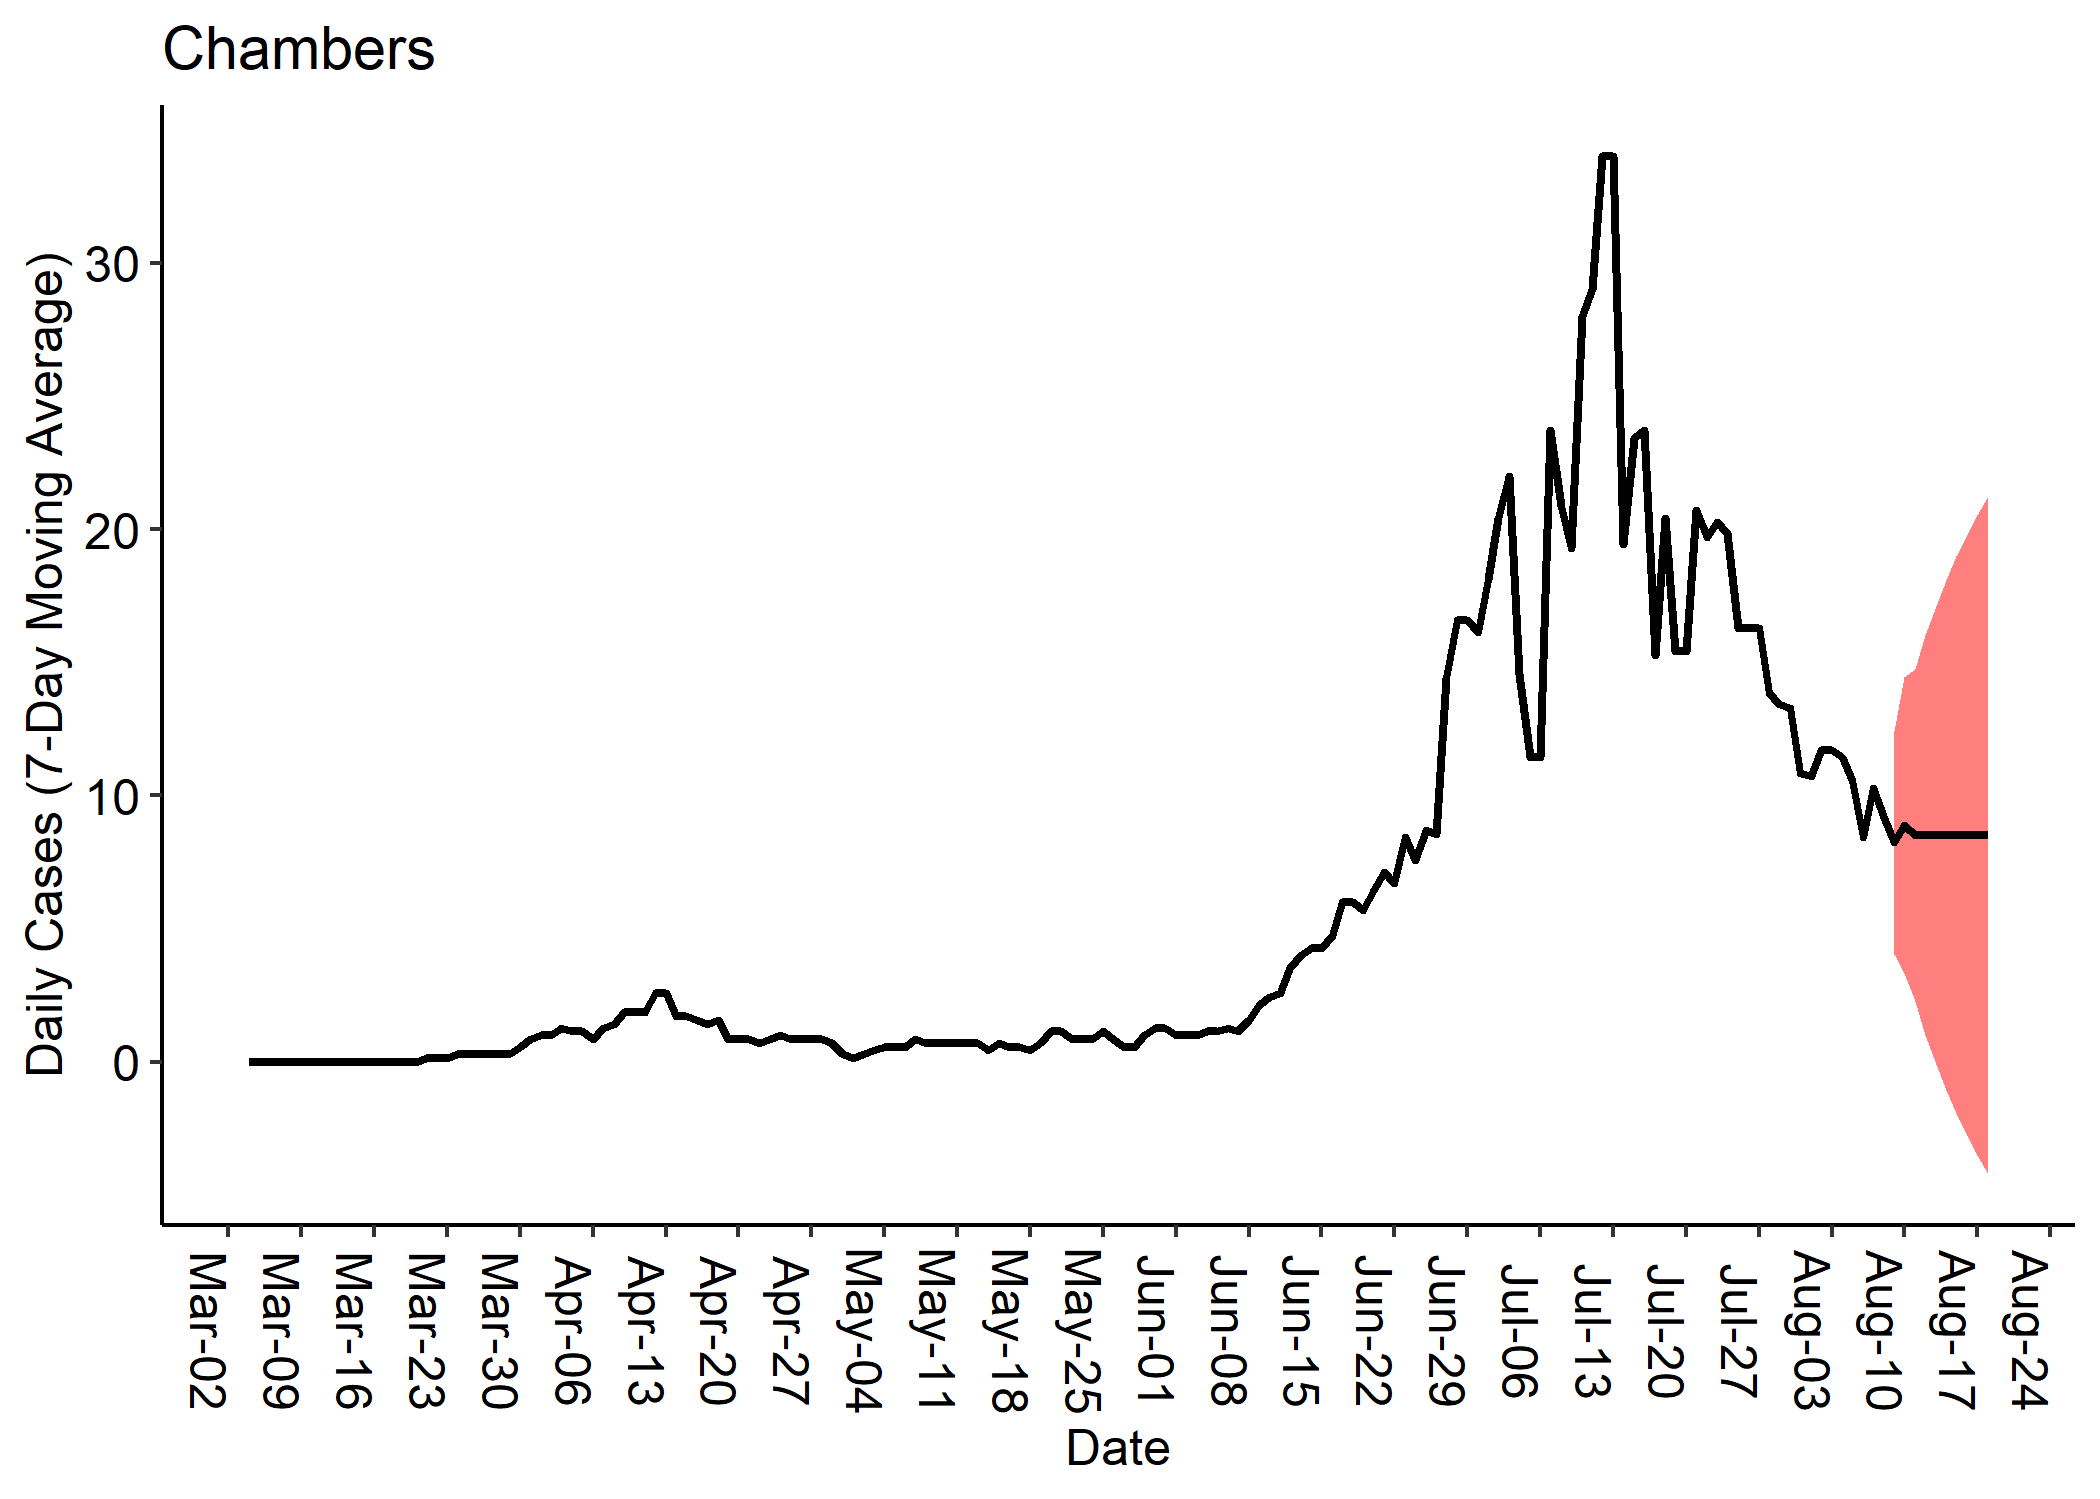 Chambers
Daily Cases (7-Day Moving Average)
30
20
10
0
Mar-02
Mar-09
Mar-16
Mar-23
Mar-30
Apr-06
Apr-13
Apr-20
Apr-27
May-04
May-11
May-18
May-25
Jun-01
Jun-08
Jun-15
Jun-22
Jun-29
Jul-06
Jul-13
Jul-20
Jul-27
Aug-03
Aug-10
Aug-17
Aug-24
Date